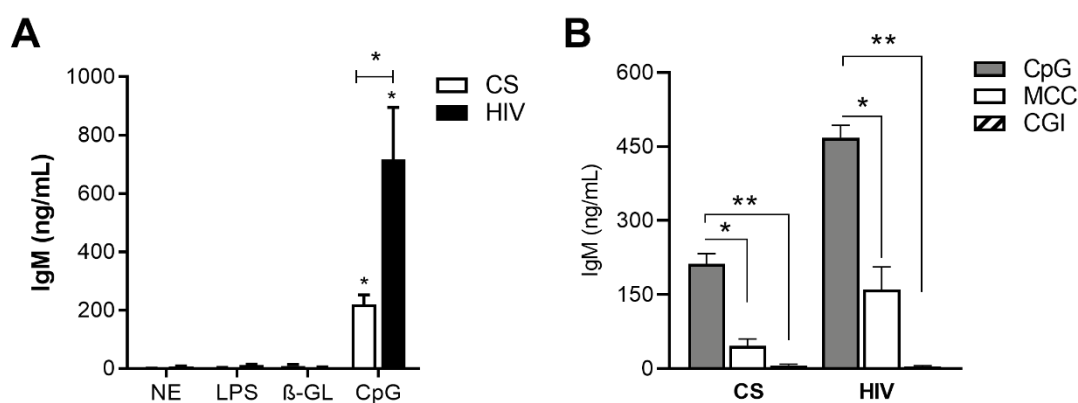 A
IgM (ng/mL)
1000
800
600
400
200
0
*
*
*
CS
HIV
NE LPS ß-GL CpG
B
IgM (ng/mL)
600
450
300
150
0
**
*
**
*
CpG
MCC
CGI
CS HIV